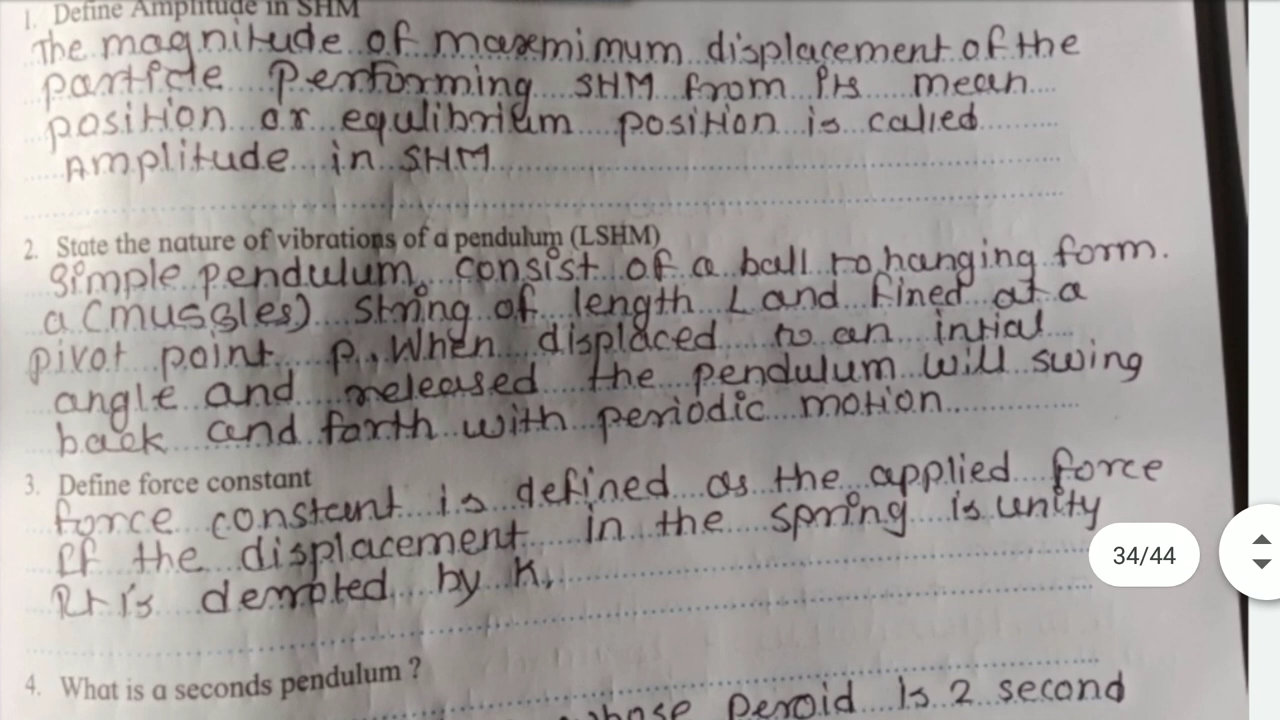 1. Define Amplitude in SHM
The magnitude of maxemimum displacement of the
particle Performing SHM from its mean
position or equlibrium position is called
Amplitude in SHM
2. State the nature of vibrations of a pendulum (LSHM)
Simple pendulum consist of a ball ro hanging form.
a (mussles) string of length L and fined at a
pivot point p. When displaced to an intial
angle and released the pendulum will swing
back and forth with periodic motion
3. Define force constant
force constant is defined as the applied force
If the displacement in the spring is unity
It is demoted by K.
34/44
4. What is a seconds pendulum ?
whose peroid Is 2 second